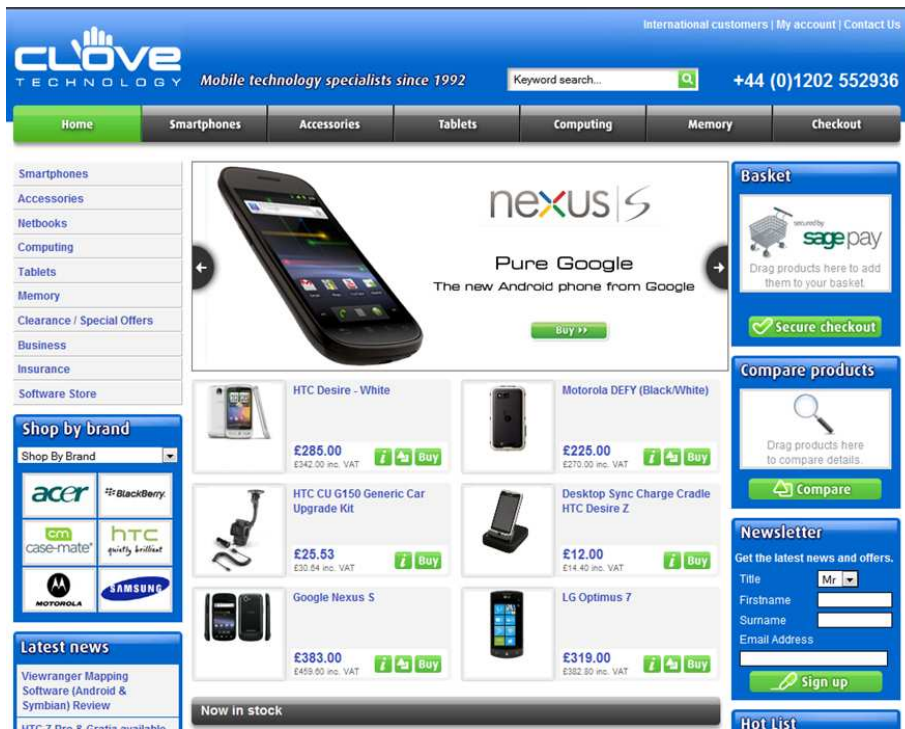 International customers | My account | Contact Us
CLOVE
TECHNOLOGY
Mobile technology specialists since 1992
Keyword search...
+44 (0)1202 552936
Home
Smartphones
Accessories
Tablets
Computing
Memory
Checkout
Smartphones
Accessories
Netbooks
Computing
Tablets
Memory
Clearance / Special Offers
Business
Insurance
Software Store
Shop by brand
Shop By Brand
acer
BlackBerry.
cm
case-mate
hTC
quietly brilliant
MOTOROLA
SAMSUNG
Latest news
Viewranger Mapping
Software (Android &
Symbian) Review
HTC 7 Pro & Gratia available
nexus S
Pure Google
The new Android phone from Google
Buy
HTC Desire - White
£285.00
£342.00 inc. VAT
Buy
Motorola DEFY (Black/White)
£225.00
£270.00 inc. VAT
Buy
HTC CU G150 Generic Car
Upgrade Kit
£25.53
£30.64 inc. VAT
Buy
Desktop Sync Charge Cradle
HTC Desire Z
£12.00
£14.40 inc. VAT
Buy
Google Nexus S
£383.00
£459.60 inc. VAT
Buy
LG Optimus 7
£319.00
£382.80 inc. VAT
Buy
Now in stock
Basket
secured by
sage pay
Drag products here to add
them to your basket.
Secure checkout
Compare products
Drag products here
to compare details.
Compare
Newsletter
Get the latest news and offers.
Title
Mr
Firstname
Surname
Email Address
Sign up
Hot List